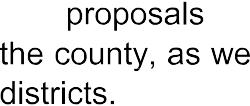 proposals
the county, as we
districts.